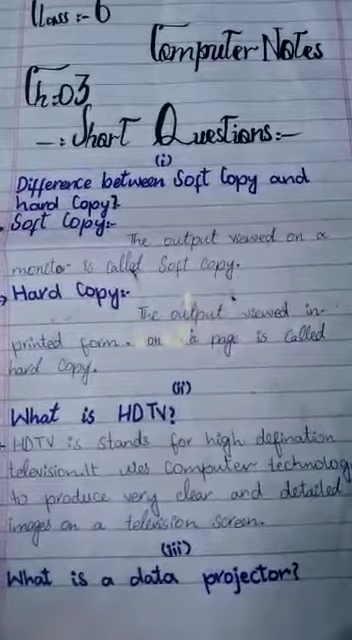 Class :- 6
Computer Notes
Ch:03
-: Short Questions:-
(i)
Difference between Soft Copy and
hard Copy?
Soft Copy:-
The output viewed on a
monitor is called Soft copy.
→ Hard Copy:-
The output viewed in-
printed form. on a page is called
hard copy.
(ii)
What is HDTV?
HDTV is stands for high defination
television.It uses computer technology
to produce very clear and detailed
images on a television screen.
(iii)
What is a data projector?